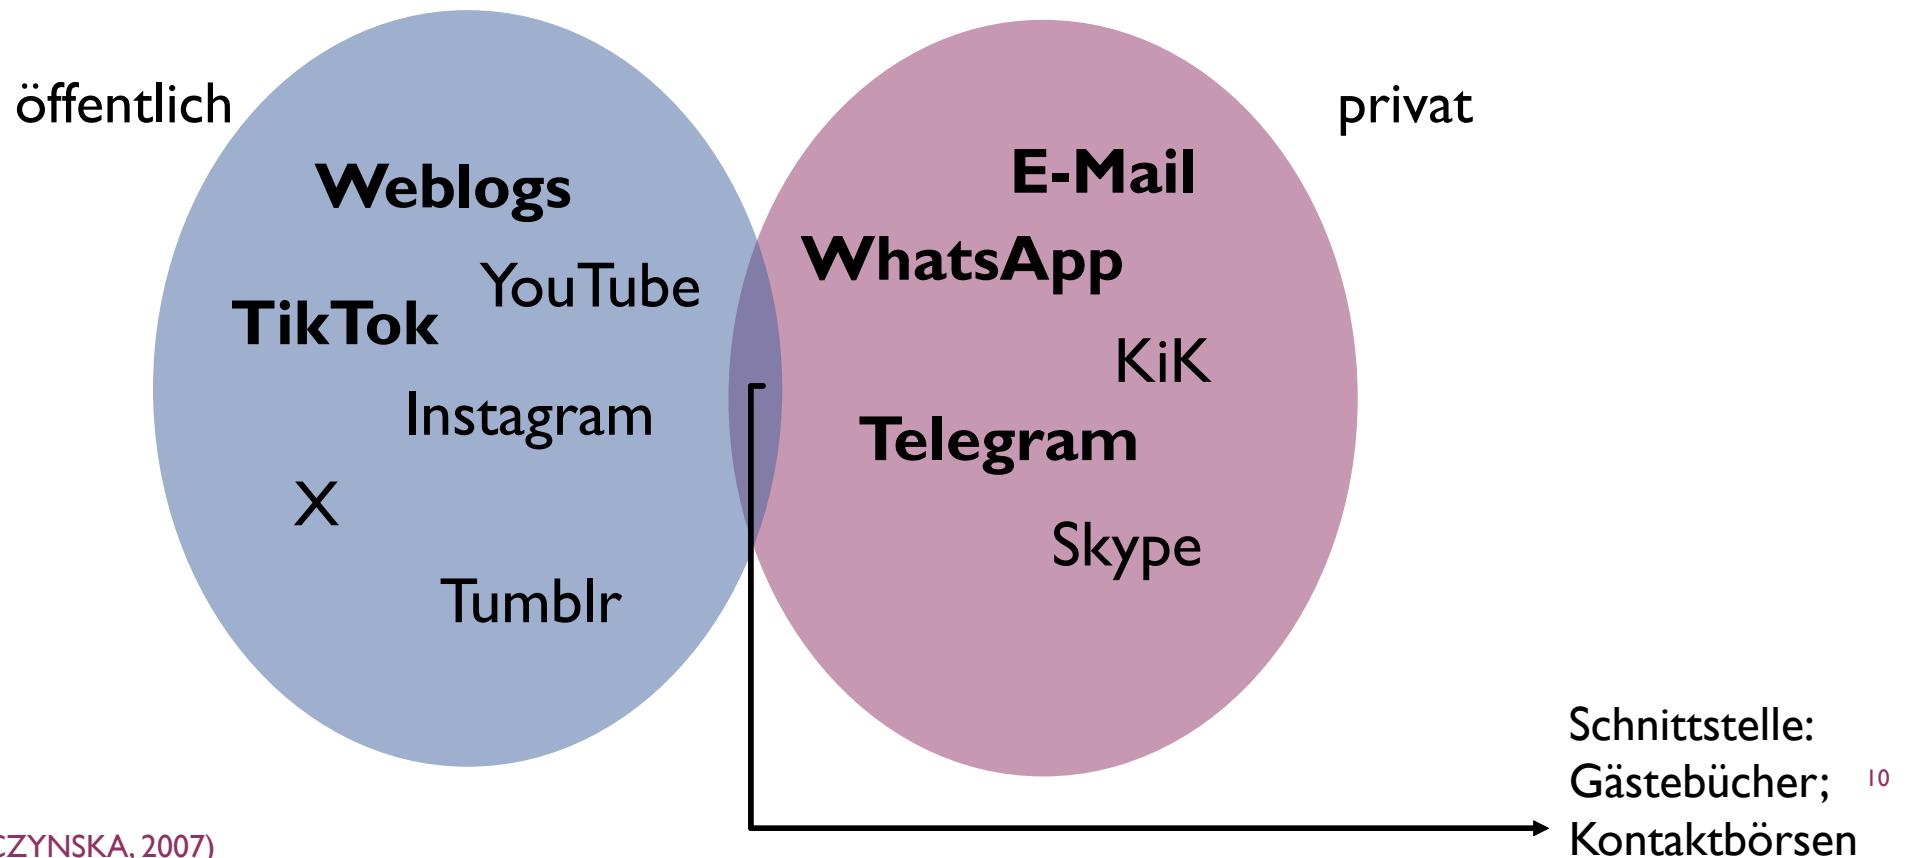 öffentlich
privat
Weblogs
YouTube
TikTok
Instagram
X
Tumblr
E-Mail
WhatsApp
KiK
Telegram
Skype
Schnittstelle:
Gästebücher;
Kontaktbörsen
10
CZYNSKA, 2007)